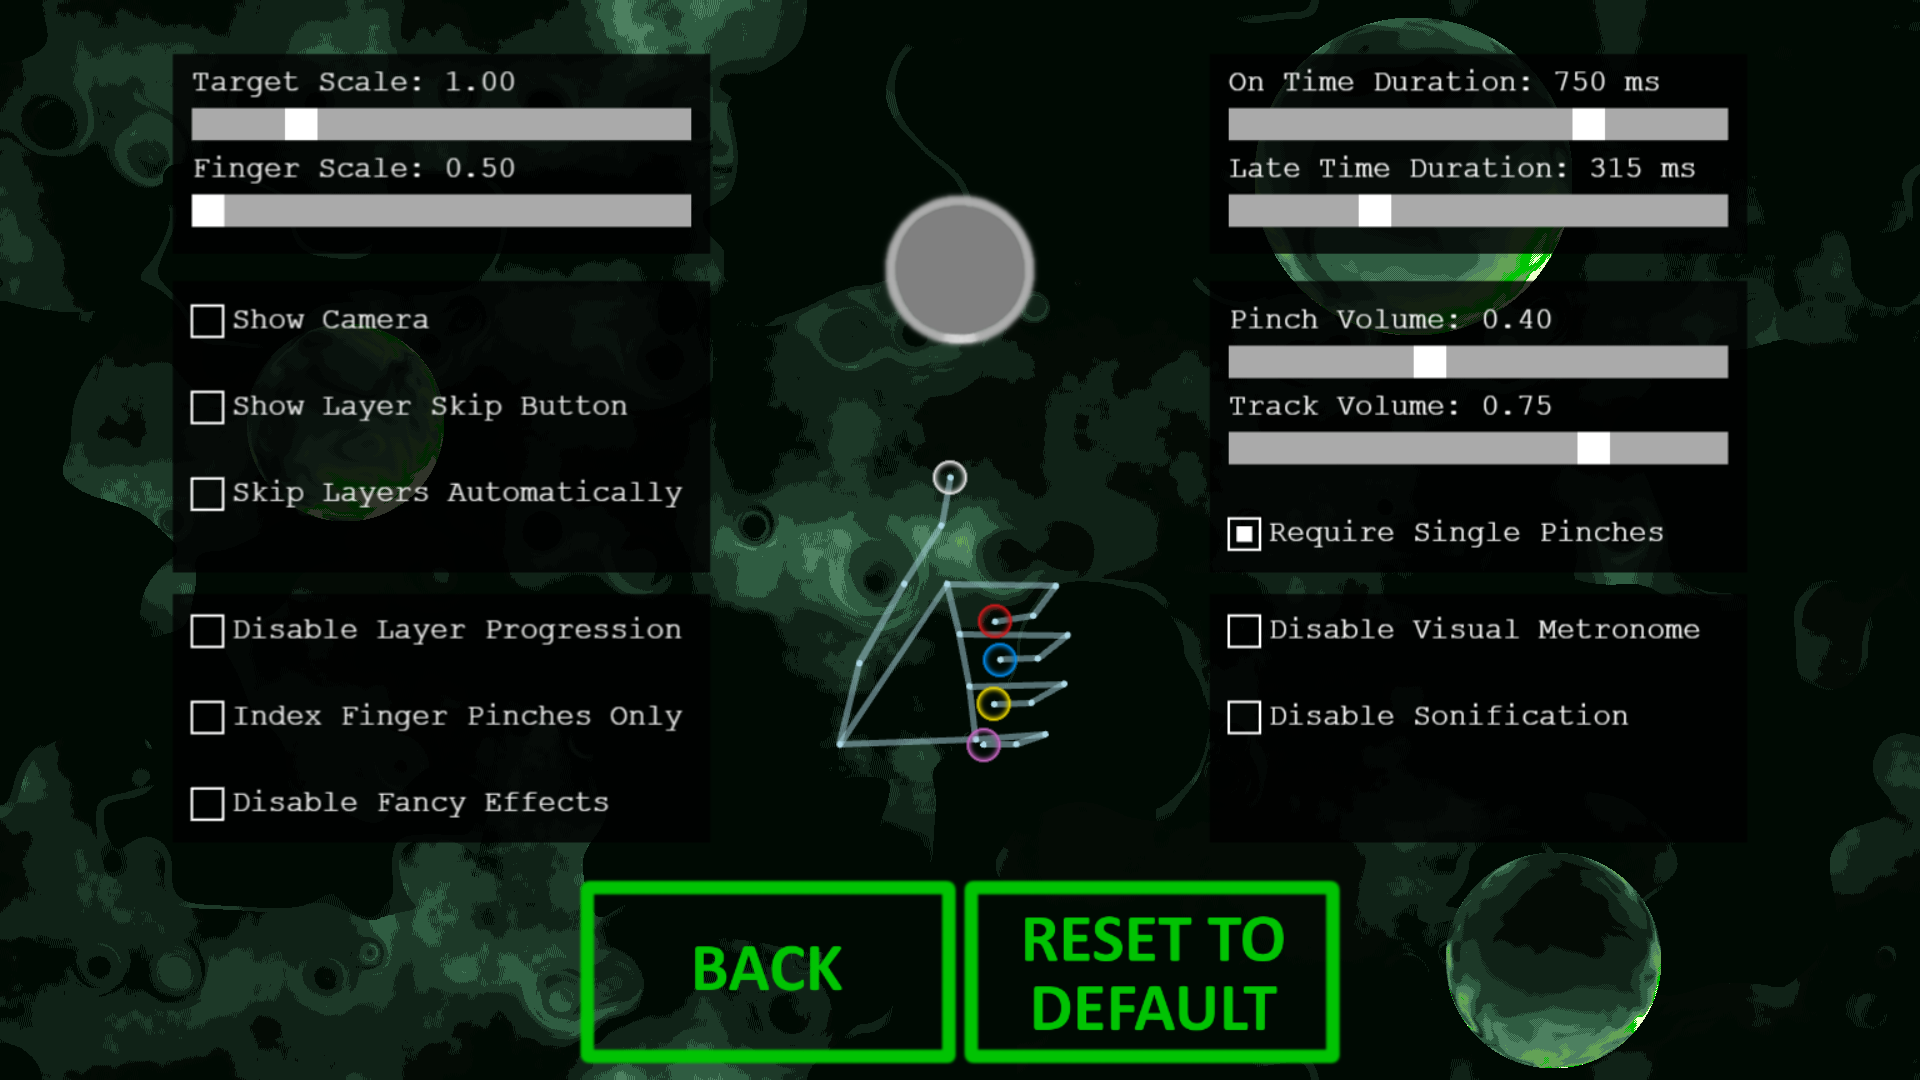 Target Scale: 1.00
Finger Scale: 0.50
Show Camera
Show Layer Skip Button
Skip Layers Automatically
Disable Layer Progression
Index Finger Pinches Only
Disable Fancy Effects
On Time Duration: 750 ms
Late Time Duration: 315 ms
Pinch Volume: 0.40
Track Volume: 0.75
Require Single Pinches
Disable Visual Metronome
Disable Sonification
BACK
RESET TO
DEFAULT